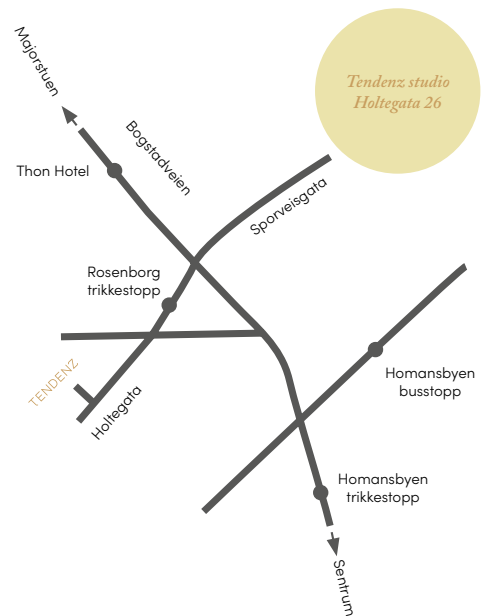 Majorstuen
Tendenz studio
Holtegata 26
Bogstadveien
Thon Hotel
Sporveisgata
Rosenborg
trikkestopp
TENDENZ
Holtegata
Homansbyen
busstopp
Homansbyen
trikkestopp
Sentrum